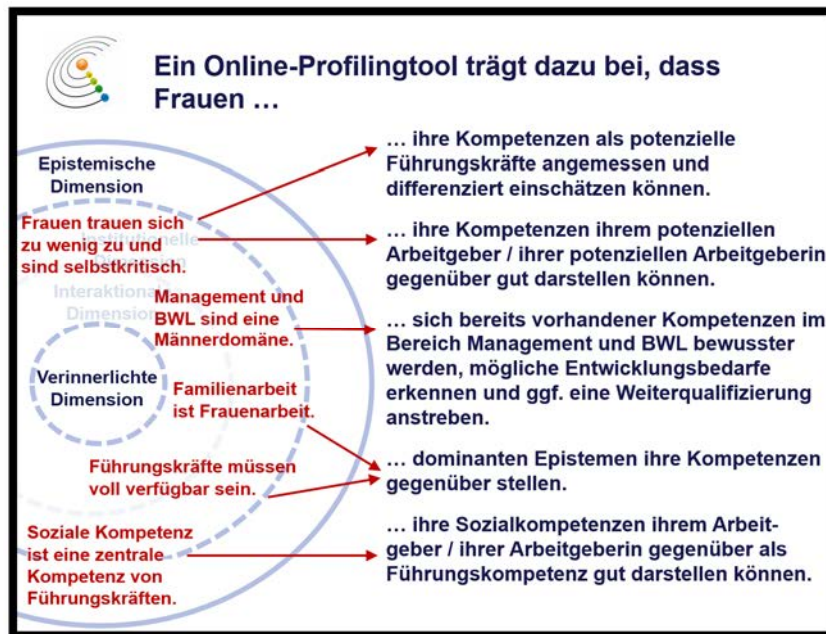 Ein Online-Profilingtool trägt dazu bei, dass
Frauen …
Epistemische
Dimension
Frauen trauen sich
zu wenig zu und
sind selbstkritisch.
Institutionelle
Dimension
Interaktionale
Dimension
Management und
BWL sind eine
Männerdomäne.
Verinnerlichte
Dimension
Familienarbeit
ist Frauenarbeit.
Führungskräfte müssen
voll verfügbar sein.
Soziale Kompetenz
ist eine zentrale
Kompetenz von
Führungskräften.
… ihre Kompetenzen als potenzielle
Führungskräfte angemessen und
differenziert einschätzen können.
… ihre Kompetenzen ihrem potenziellen
Arbeitgeber / ihrer potenziellen Arbeitgeberin
gegenüber gut darstellen können.
… sich bereits vorhandener Kompetenzen im
Bereich Management und BWL bewusster
werden, mögliche Entwicklungsbedarfe
erkennen und ggf. eine Weiterqualifizierung
anstreben.
… dominanten Epistemen ihre Kompetenzen
gegenüber stellen.
… ihre Sozialkompetenzen ihrem Arbeit-
geber / ihrer Arbeitgeberin gegenüber als
Führungskompetenz gut darstellen können.